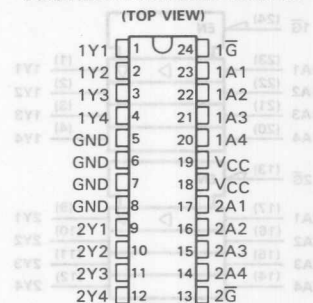 (TOP VIEW)
1Y1 1 24 1G̅
1Y2 2 23 1A1
1Y3 3 22 1A2
1Y4 4 21 1A3
GND 5 20 1A4
GND 6 19 VCC
GND 7 18 VCC
GND 8 17 2A1
2Y1 9 16 2A2
2Y2 10 15 2A3
2Y3 11 14 2A4
2Y4 12 13 2G̅